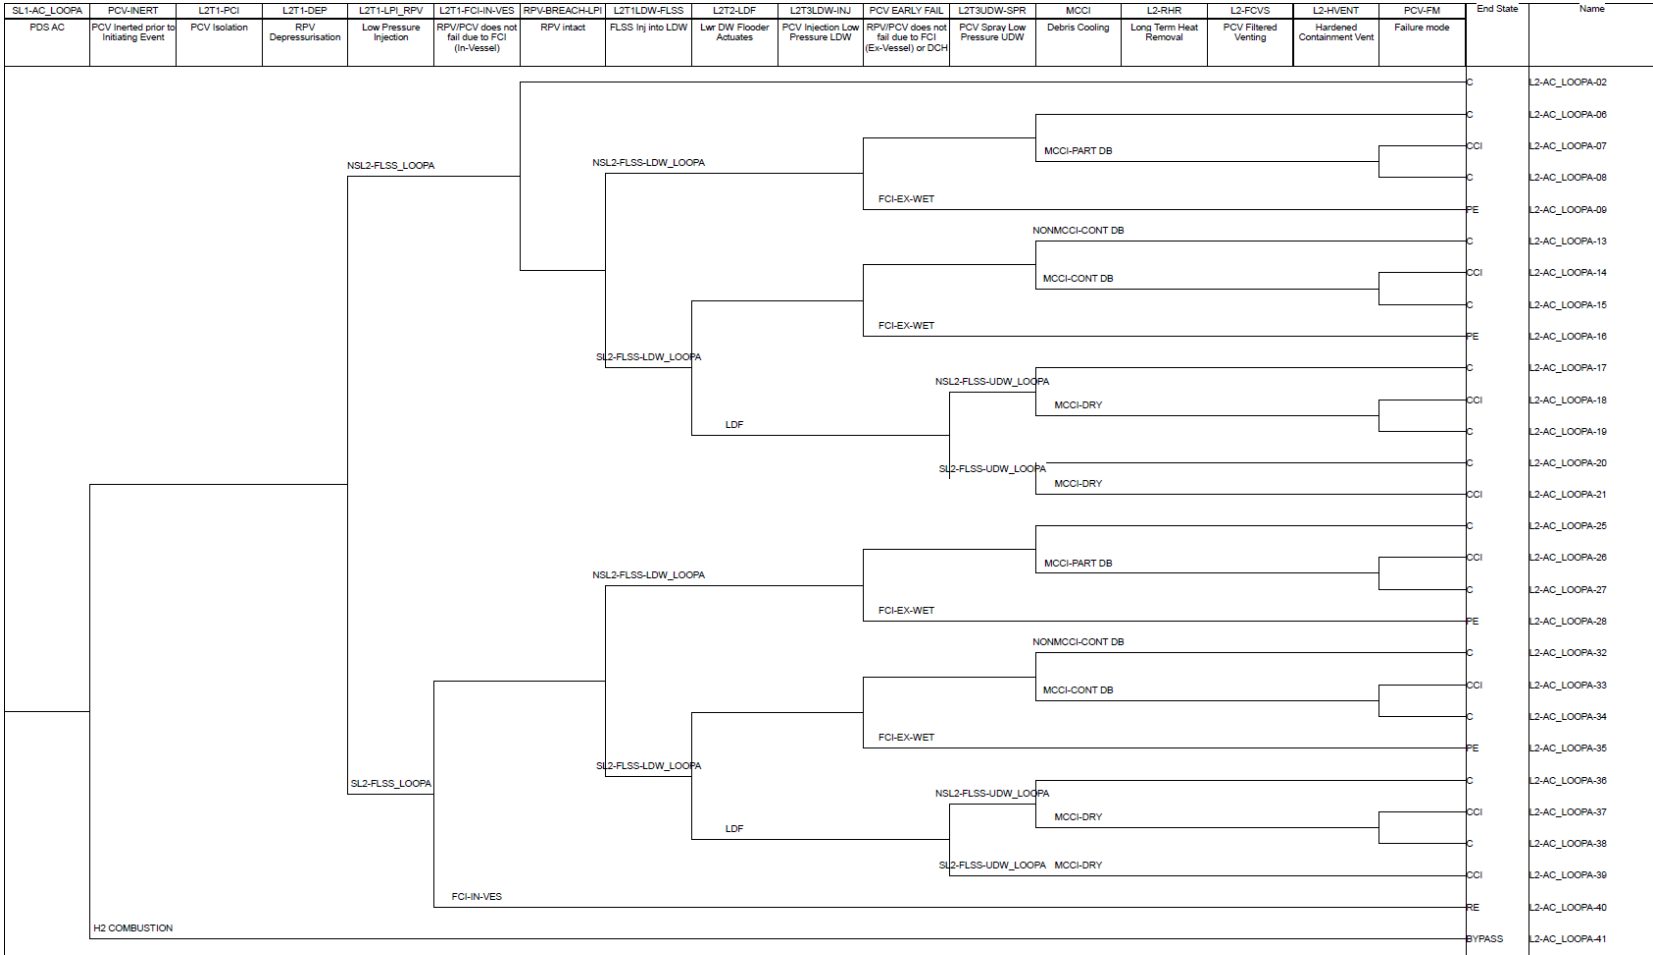 SL1-AC_LOOPA PCV-INERT L2T1-PCI L2T1-DEP L2T1-LPI_RPV L2T1-FCI-IN-VES RPV-BREACH-LPI L2T1LDW-FLSS L2T2-LDF L2T3LDW-INJ PCV EARLY FAIL L2T3UDW-SPR MCCI L2-RHR L2-FCVS L2-HVENT PCV-FM End State Name
PDS AC
PCV Inerted prior to
Initiating Event
PCV Isolation
RPV
Depressurisation
Low Pressure
Injection
RPV/PCV does not
fail due to FCI
(In-Vessel)
RPV intact
FLSS Inj into LDW
Lwr DW Flooder
Actuates
PCV Injection Low
Pressure LDW
RPV/PCV does not
fail due to FCI
(Ex-Vessel) or DCH
PCV Spray Low
Pressure UDW
Debris Cooling
Long Term Heat
Removal
PCV Filtered
Venting
Hardened
Containment Vent
Failure mode
C L2-AC_LOOPA-02
C L2-AC_LOOPA-06
MCCI-PART DB CCI L2-AC_LOOPA-07
NSL2-FLSS_LOOPA NSL2-FLSS-LDW_LOOPA
C L2-AC_LOOPA-08
FCI-EX-WET
PE L2-AC_LOOPA-09
NONMCCI-CONT DB
C L2-AC_LOOPA-13
MCCI-CONT DB CCI L2-AC_LOOPA-14
C L2-AC_LOOPA-15
FCI-EX-WET
PE L2-AC_LOOPA-16
SL2-FLSS-LDW_LOOPA
C L2-AC_LOOPA-17
NSL2-FLSS-UDW_LOOPA
CCI L2-AC_LOOPA-18
MCCI-DRY
LDF
C L2-AC_LOOPA-19
SL2-FLSS-UDW_LOOPA C L2-AC_LOOPA-20
MCCI-DRY
CCI L2-AC_LOOPA-21
C L2-AC_LOOPA-25
MCCI-PART DB CCI L2-AC_LOOPA-26
NSL2-FLSS-LDW_LOOPA
C L2-AC_LOOPA-27
FCI-EX-WET
PE L2-AC_LOOPA-28
NONMCCI-CONT DB
C L2-AC_LOOPA-32
MCCI-CONT DB CCI L2-AC_LOOPA-33
C L2-AC_LOOPA-34
FCI-EX-WET
PE L2-AC_LOOPA-35
SL2-FLSS-LDW_LOOPA
SL2-FLSS_LOOPA C L2-AC_LOOPA-36
NSL2-FLSS-UDW_LOOPA
MCCI-DRY CCI L2-AC_LOOPA-37
LDF
C L2-AC_LOOPA-38
SL2-FLSS-UDW_LOOPA MCCI-DRY
CCI L2-AC_LOOPA-39
FCI-IN-VES
RE L2-AC_LOOPA-40
H2 COMBUSTION
BYPASS L2-AC_LOOPA-41